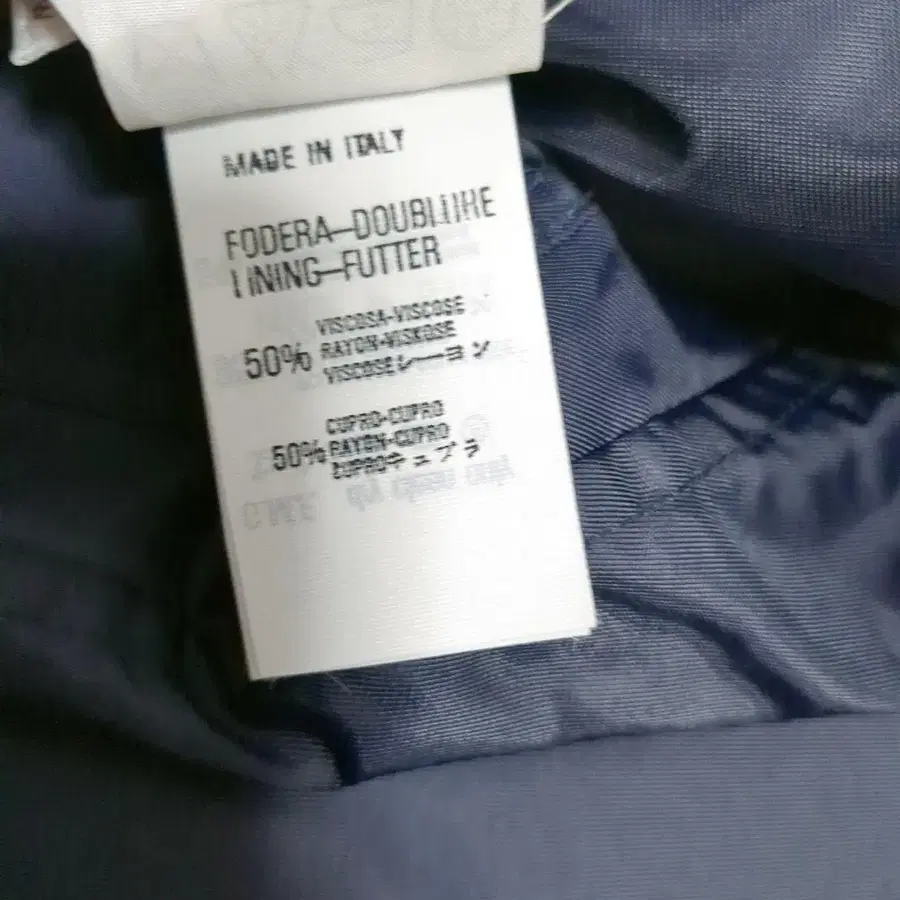 MADE IN ITALY
FODERA-DOUBLURE
LINING-FUTTER
VISCOSA-VISCOSE
50% RAYON-VISKOSE
VISCOSEレーヨン
CUPRO-CUPRO
50% RAYON-CUPRO
CUPROキュプラ